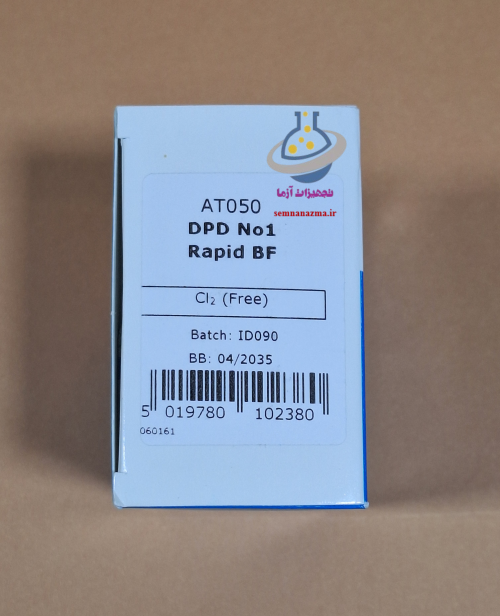 تجهیزات آزما
semnanazma.ir
AT050
DPD No1
Rapid BF
Cl₂ (Free)
Batch: ID090
BB: 04/2035
5 019780 102380
060161